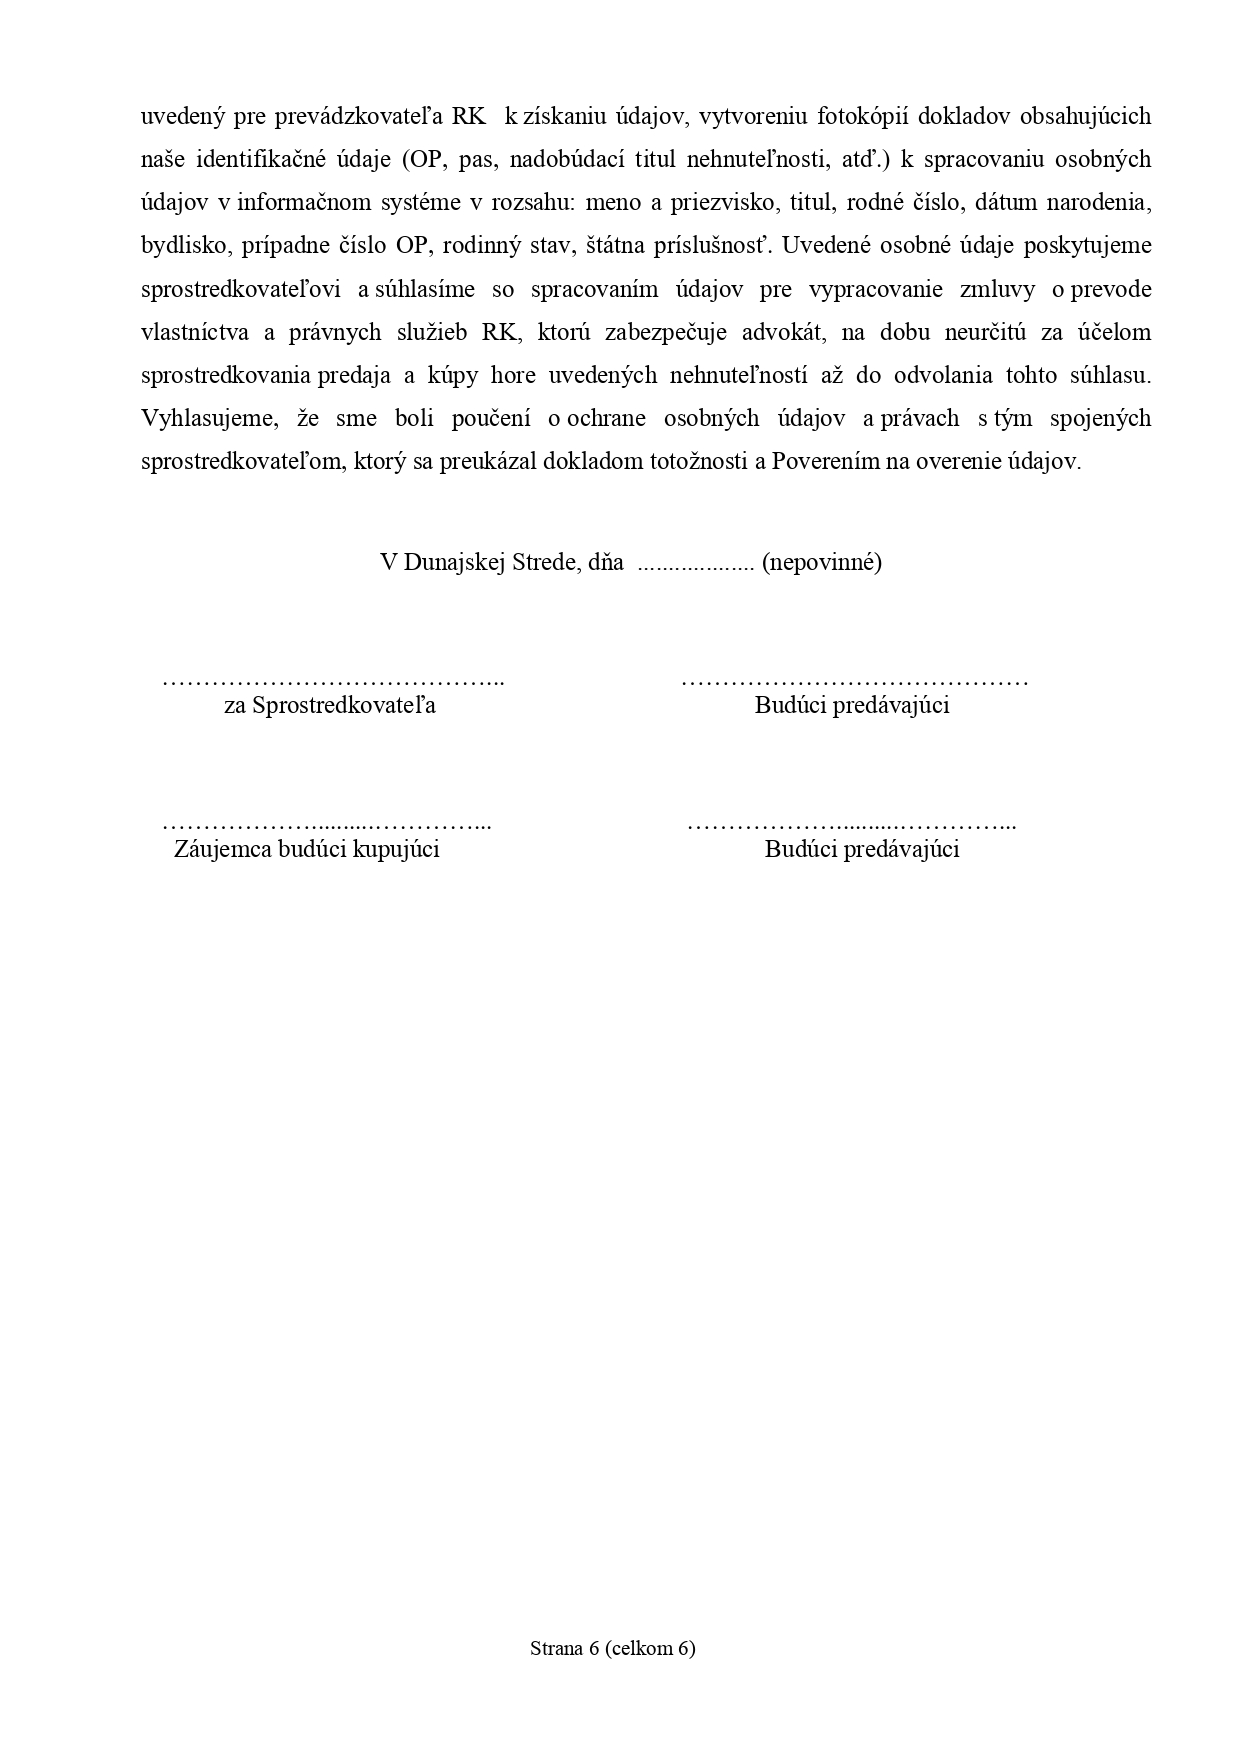 uvedený pre prevádzkovateľa RK  k získaniu údajov, vytvoreniu fotokópií dokladov obsahujúcich
naše identifikačné údaje (OP, pas, nadobúdací titul nehnuteľnosti, atď.) k spracovaniu osobných
údajov v informačnom systéme v rozsahu: meno a priezvisko, titul, rodné číslo, dátum narodenia,
bydlisko, prípadne číslo OP, rodinný stav, štátna príslušnosť. Uvedené osobné údaje poskytujeme
sprostredkovateľovi a súhlasíme so spracovaním údajov pre vypracovanie zmluvy o prevode
vlastníctva a právnych služieb RK, ktorú zabezpečuje advokát, na dobu neurčitú za účelom
sprostredkovania predaja a kúpy hore uvedených nehnuteľností až do odvolania tohto súhlasu.
Vyhlasujeme, že sme boli poučení o ochrane osobných údajov a právach s tým spojených
sprostredkovateľom, ktorý sa preukázal dokladom totožnosti a Poverením na overenie údajov.
V Dunajskej Strede, dňa ................... (nepovinné)
…………………………………... ……………………………………
za Sprostredkovateľa Budúci predávajúci
……………….........…………... ……………….........…………...
Záujemca budúci kupujúci Budúci predávajúci
Strana 6 (celkom 6)